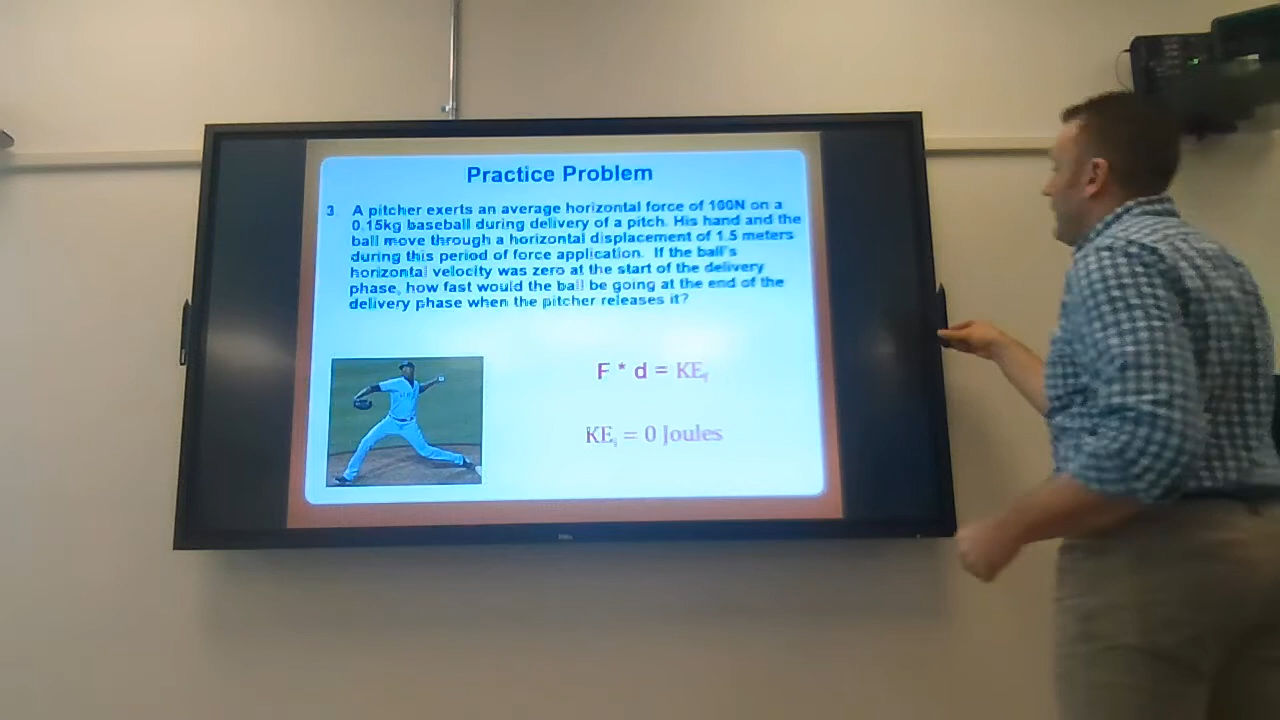 Practice Problem
3. A pitcher exerts an average horizontal force of 100N on a
0.15kg baseball during delivery of a pitch. His hand and the
ball move through a horizontal displacement of 1.5 meters
during this period of force application. If the ball's
horizontal velocity was zero at the start of the delivery
phase, how fast would the ball be going at the end of the
delivery phase when the pitcher releases it?
F * d = KEf
KEi = 0 Joules